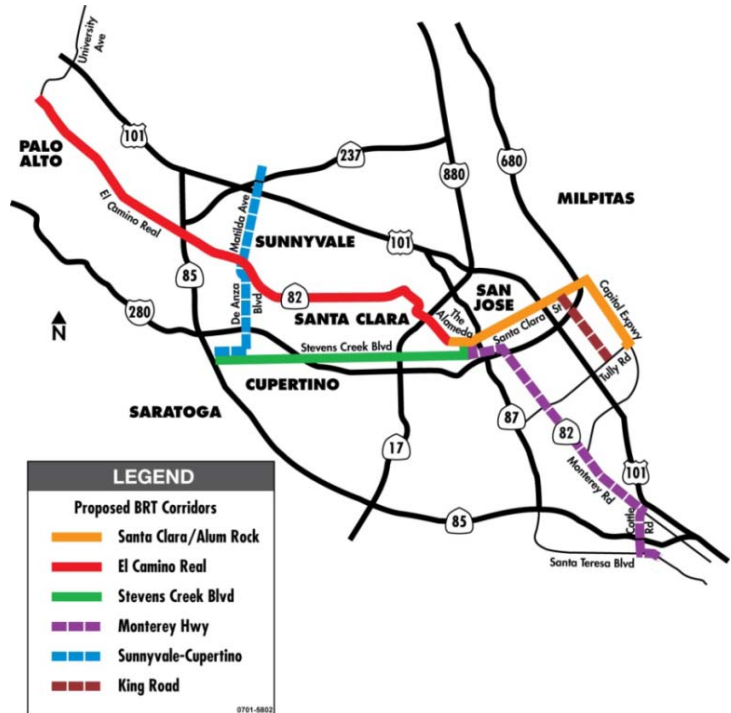 University
Ave
101
PALO
ALTO
237
880
680
MILPITAS
El Camino Real
Matilda Ave
SUNNYVALE
101
85
De Anza
Blvd
82
280
SANTA CLARA
The
Alameda
SAN
JOSE
Santa Clara
St
Capitol Expwy
Tully Rd
Stevens Creek Blvd
CUPERTINO
SARATOGA
87
82
17
Monterey Rd
101
85
Cottle
Rd
Santa Teresa Blvd
N
LEGEND
Proposed BRT Corridors
Santa Clara/Alum Rock
El Camino Real
Stevens Creek Blvd
Monterey Hwy
Sunnyvale-Cupertino
King Road
0701-5802